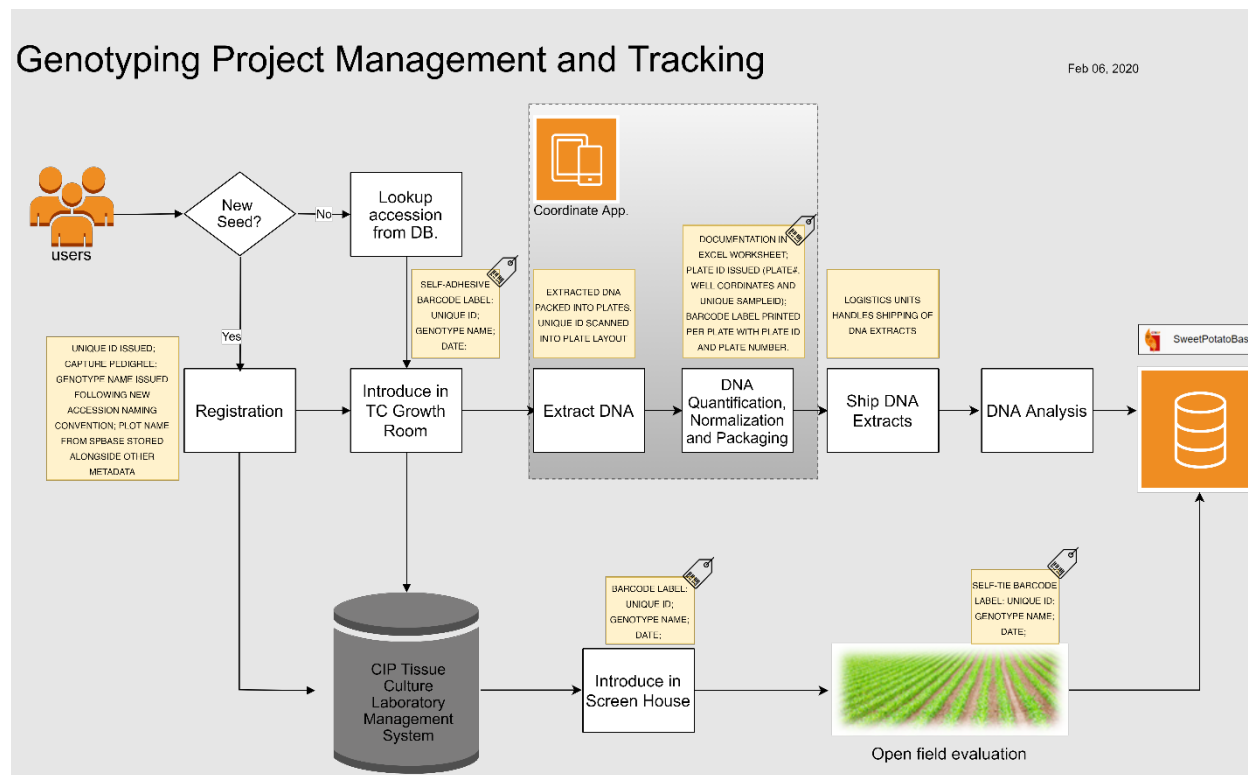 Genotyping Project Management and Tracking
Feb 06, 2020
users
New
Seed?
No
Yes
Lookup
accession
from DB.
Coordinate App.
SELF-ADHESIVE
BARCODE LABEL:
UNIQUE ID;
GENOTYPE NAME;
DATE;
EXTRACTED DNA
PACKED INTO PLATES.
UNIQUE ID SCANNED
INTO PLATE LAYOUT
DOCUMENTATION IN
EXCEL WORKSHEET;
PLATE ID ISSUED (PLATE#,
WELL CORDINATES AND
UNIQUE SAMPLEID);
BARCODE LABEL PRINTED
PER PLATE WITH PLATE ID
AND PLATE NUMBER.
LOGISTICS UNITS
HANDLES SHIPPING OF
DNA EXTRACTS
SweetPotatoBas
UNIQUE ID ISSUED;
CAPTURE PEDIGREE;
GENOTYPE NAME ISSUED
FOLLOWING NEW
ACCESSION NAMING
CONVENTION; PLOT NAME
FROM SPBASE STORED
ALONGSIDE OTHER
METADATA
Registration
Introduce in
TC Growth
Room
Extract DNA
DNA
Quantification,
Normalization
and Packaging
Ship DNA
Extracts
DNA Analysis
CIP Tissue
Culture
Laboratory
Management
System
BARCODE LABEL:
UNIQUE ID;
GENOTYPE NAME;
DATE;
Introduce in
Screen House
SELF-TIE BARCODE
LABEL: UNIQUE ID;
GENOTYPE NAME;
DATE;
Open field evaluation